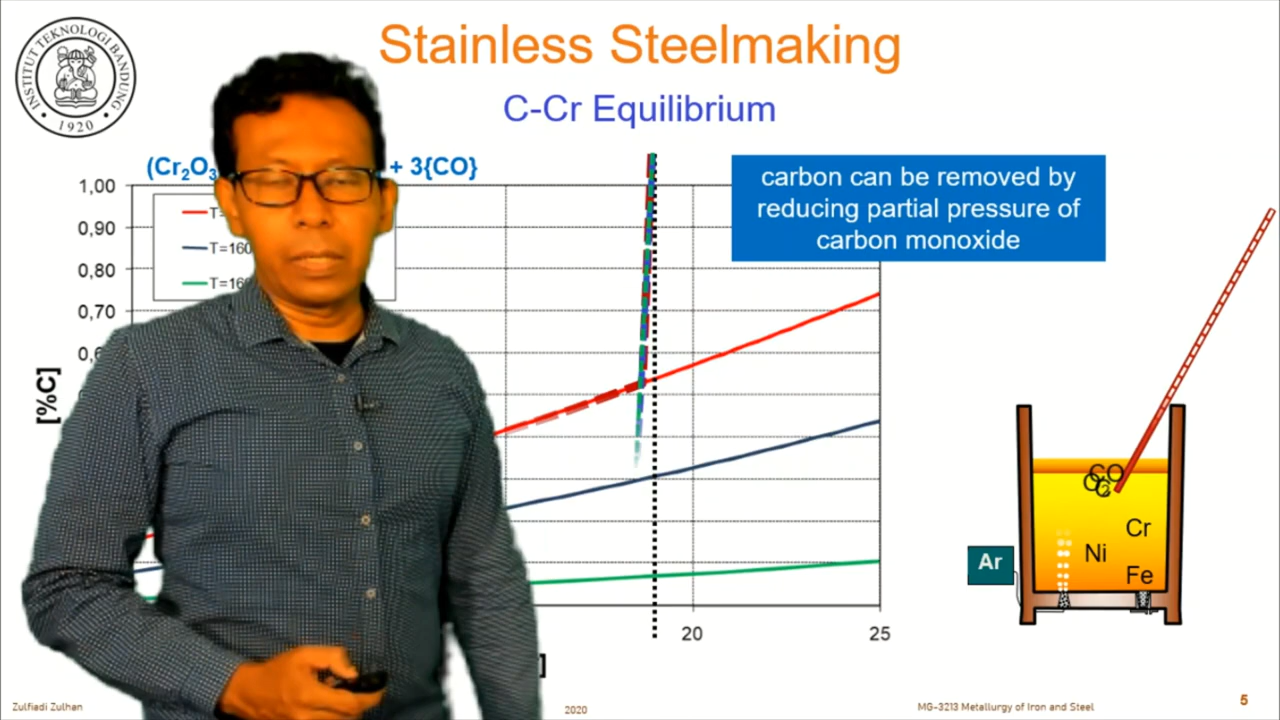 INSTITUT TEKNOLOGI BANDUNG
1920
Stainless Steelmaking
C-Cr Equilibrium
(Cr₂O₃
+ 3{CO}
carbon can be removed by
reducing partial pressure of
carbon monoxide
1,00
0,90
0,80
0,70
[%C]
20
25
CO
Cr
Ni
Fe
Ar
Zulfiadi Zulhan
2020
MG-3213 Metallurgy of Iron and Steel
5